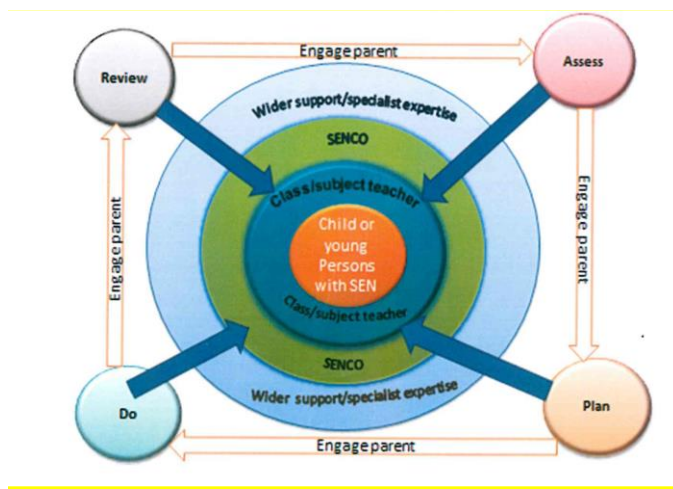 Engage parent
Review
Assess
Wider support/specialist expertise
SENCO
Class/subject teacher
Child or
young
Persons
with SEN
Engage parent
Engage parent
Class/subject teacher
SENCO
Wider support/specialist expertise
Do
Plan
Engage parent